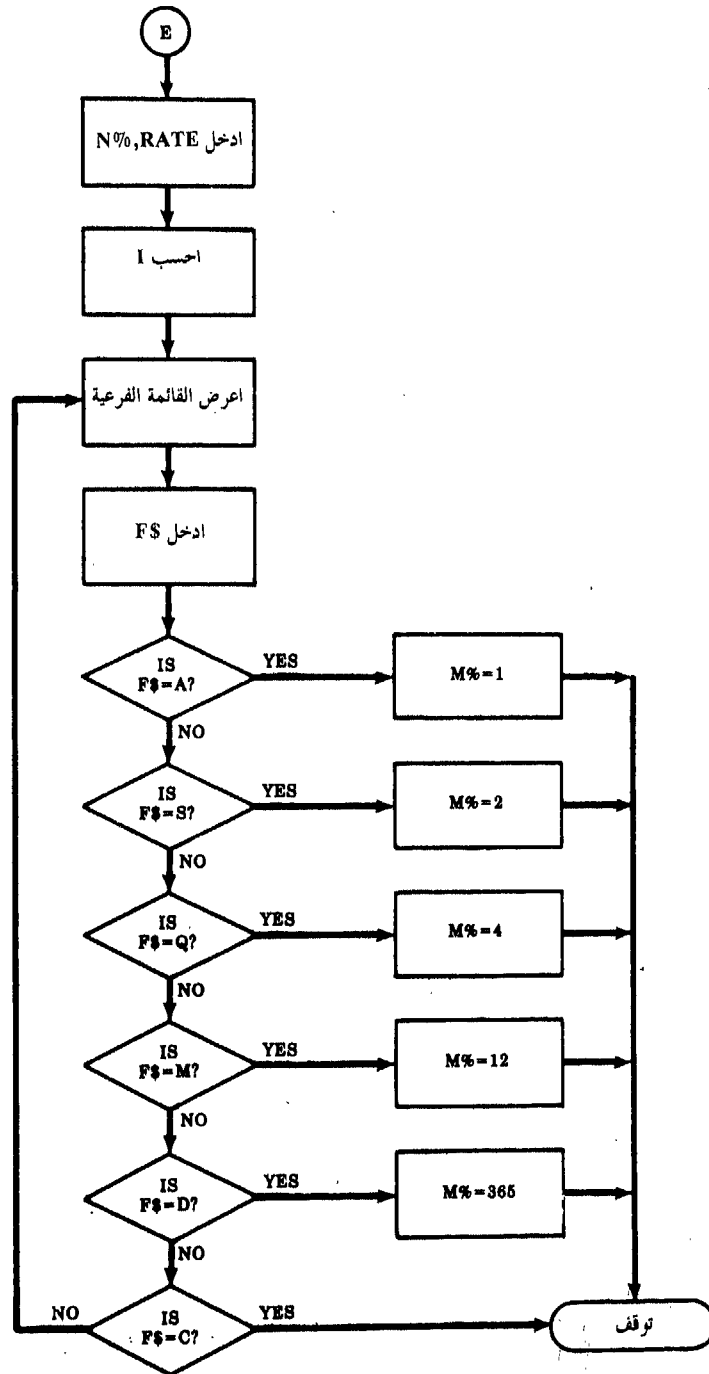 E
ادخل N%,RATE
احسب I
اعرض القائمة الفرعية
ادخل F$
IS
F$=A?
YES
M%=1
NO
IS
F$=S?
YES
M%=2
NO
IS
F$=Q?
YES
M%=4
NO
IS
F$=M?
YES
M%=12
NO
IS
F$=D?
YES
M%=365
NO
NO
IS
F$=C?
YES
توقف